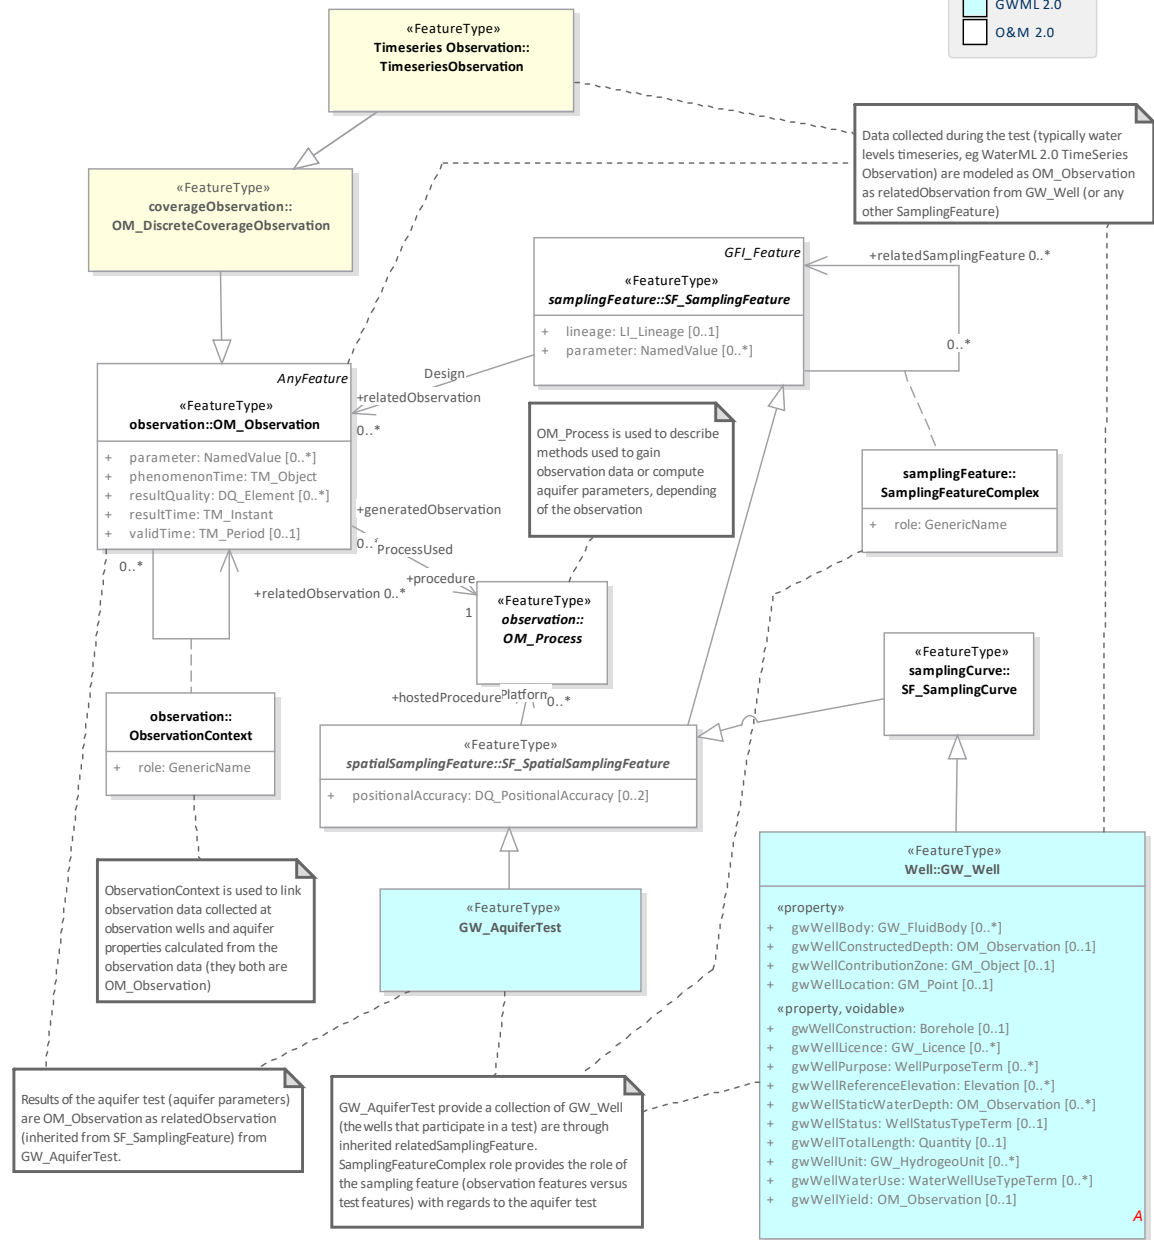 GWML 2.0
O&M 2.0
«FeatureType»
Timeseries Observation::
TimeseriesObservation
Data collected during the test (typically water
levels timeseries, eg WaterML 2.0 TimeSeries
Observation) are modeled as OM_Observation
as relatedObservation from GW_Well (or any
other SamplingFeature)
«FeatureType»
coverageObservation::
OM_DiscreteCoverageObservation
GFI_Feature
«FeatureType»
samplingFeature::SF_SamplingFeature
+ lineage: LI_Lineage [0..1]
+ parameter: NamedValue [0..*]
+relatedSamplingFeature 0..*
0..*
Design
+relatedObservation
0..*
AnyFeature
«FeatureType»
observation::OM_Observation
+ parameter: NamedValue [0..*]
+ phenomenonTime: TM_Object
+ resultQuality: DQ_Element [0..*]
+ resultTime: TM_Instant
+ validTime: TM_Period [0..1]
OM_Process is used to describe
methods used to gain
observation data or compute
aquifer parameters, depending
of the observation
samplingFeature::
SamplingFeatureComplex
+ role: GenericName
+generatedObservation
0..*
ProcessUsed
+procedure
1
0..*
+relatedObservation 0..*
«FeatureType»
observation::
OM_Process
«FeatureType»
samplingCurve::
SF_SamplingCurve
+hostedProcedure
Platform
0..*
observation::
ObservationContext
+ role: GenericName
«FeatureType»
spatialSamplingFeature::SF_SpatialSamplingFeature
+ positionalAccuracy: DQ_PositionalAccuracy [0..2]
ObservationContext is used to link
observation data collected at
observation wells and aquifer
properties calculated from the
observation data (they both are
OM_Observation)
«FeatureType»
GW_AquiferTest
«FeatureType»
Well::GW_Well
«property»
+ gwWellBody: GW_FluidBody [0..*]
+ gwWellConstructedDepth: OM_Observation [0..1]
+ gwWellContributionZone: GM_Object [0..1]
+ gwWellLocation: GM_Point [0..1]
«property, voidable»
+ gwWellConstruction: Borehole [0..1]
+ gwWellLicence: GW_Licence [0..*]
+ gwWellPurpose: WellPurposeTerm [0..*]
+ gwWellReferenceElevation: Elevation [0..*]
+ gwWellStaticWaterDepth: OM_Observation [0..*]
+ gwWellStatus: WellStatusTypeTerm [0..1]
+ gwWellTotalLength: Quantity [0..1]
+ gwWellUnit: GW_HydrogeoUnit [0..*]
+ gwWellWaterUse: WaterWellUseTypeTerm [0..*]
+ gwWellYield: OM_Observation [0..1]
A
Results of the aquifer test (aquifer parameters)
are OM_Observation as relatedObservation
(inherited from SF_SamplingFeature) from
GW_AquiferTest.
GW_AquiferTest provide a collection of GW_Well
(the wells that participate in a test) are through
inherited relatedSamplingFeature.
SamplingFeatureComplex role provides the role of
the sampling feature (observation features versus
test features) with regards to the aquifer test